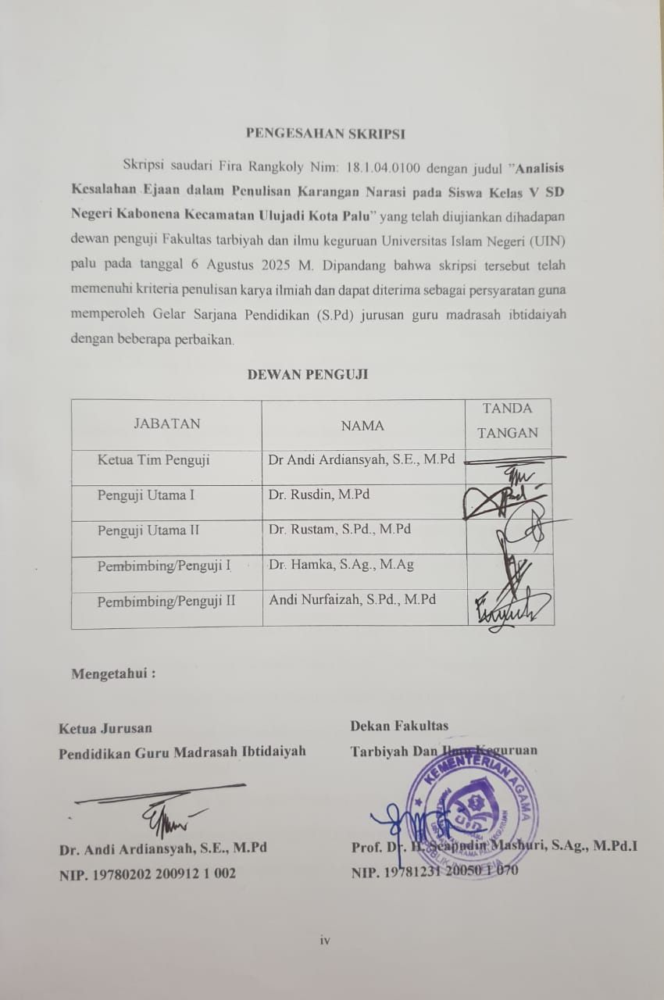 PENGESAHAN SKRIPSI
Skripsi saudari Fira Rangkoly Nim: 18.1.04.0100 dengan judul ”Analisis
Kesalahan Ejaan dalam Penulisan Karangan Narasi pada Siswa Kelas V SD
Negeri Kabonena Kecamatan Ulujadi Kota Palu” yang telah diujiankan dihadapan
dewan penguji Fakultas tarbiyah dan ilmu keguruan Universitas Islam Negeri (UIN)
palu pada tanggal 6 Agustus 2025 M. Dipandang bahwa skripsi tersebut telah
memenuhi kriteria penulisan karya ilmiah dan dapat diterima sebagai persyaratan guna
memperoleh Gelar Sarjana Pendidikan (S.Pd) jurusan guru madrasah ibtidaiyah
dengan beberapa perbaikan.
DEWAN PENGUJI
JABATAN NAMA TANDA TANGAN
Ketua Tim Penguji Dr Andi Ardiansyah, S.E., M.Pd
Penguji Utama I Dr. Rusdin, M.Pd
Penguji Utama II Dr. Rustam, S.Pd., M.Pd
Pembimbing/Penguji I Dr. Hamka, S.Ag., M.Ag
Pembimbing/Penguji II Andi Nurfaizah, S.Pd., M.Pd
Mengetahui :
Ketua Jurusan
Pendidikan Guru Madrasah Ibtidaiyah
Dr. Andi Ardiansyah, S.E., M.Pd
NIP. 19780202 200912 1 002
Dekan Fakultas
Tarbiyah Dan Ilmu Keguruan
KEMENTERIAN AGAMA
Prof. Dr. H. Saepudin Mashuri, S.Ag., M.Pd.I
NIP. 19781231 20050 1 070
iv